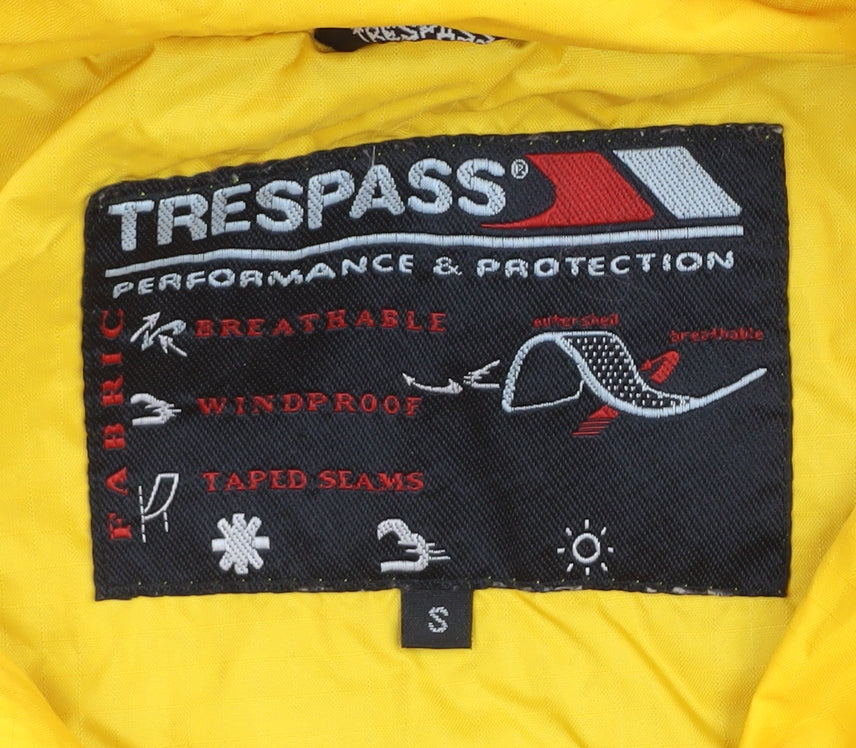 TRESPASS
TRESPASS®
PERFORMANCE & PROTECTION
FABRIC
BREATHABLE
WINDPROOF
TAPED SEAMS
outer shell
breathable
S